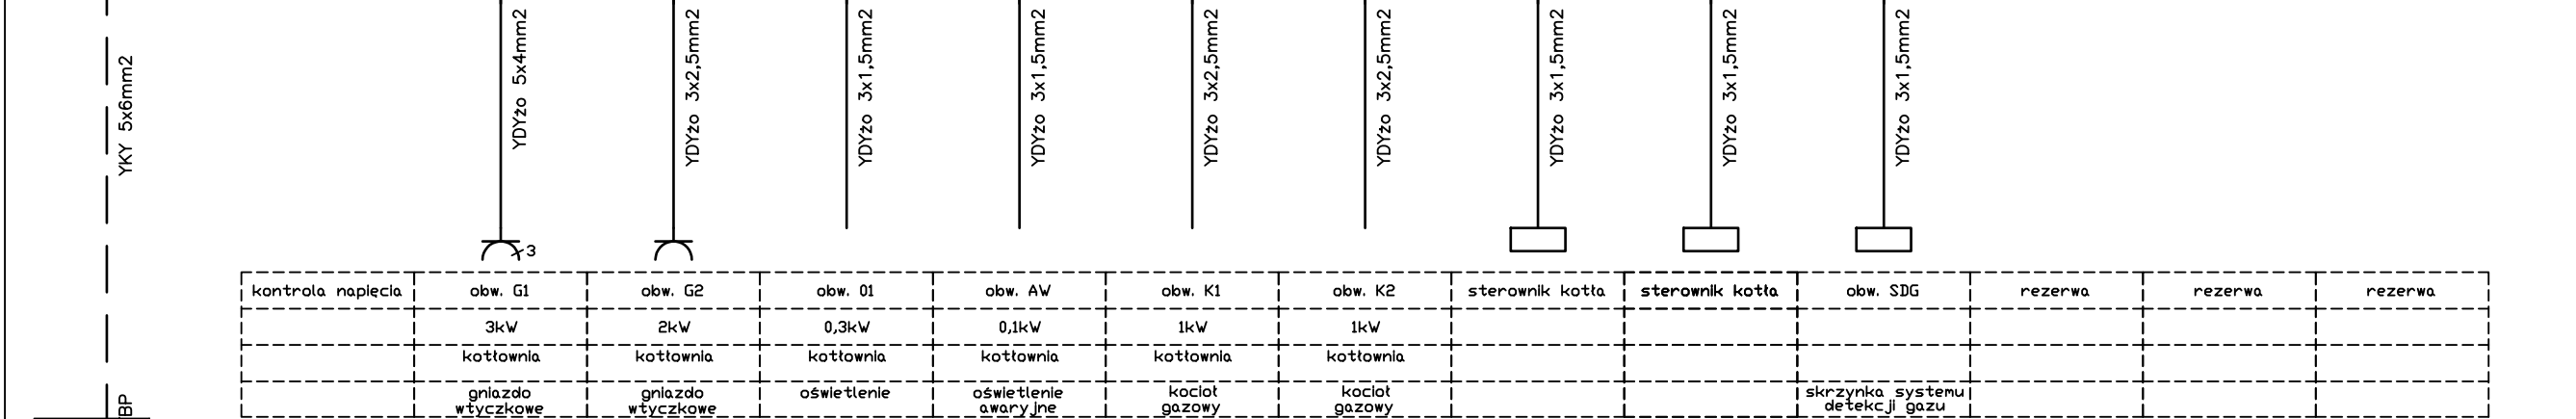 YKY 5x6mm2
BP
YDYżo 5x4mm2
YDYżo 3x2,5mm2
YDYżo 3x1,5mm2
YDYżo 3x1,5mm2
YDYżo 3x2,5mm2
YDYżo 3x2,5mm2
YDYżo 3x1,5mm2
YDYżo 3x1,5mm2
YDYżo 3x1,5mm2
3
kontrola napięcia obw. G1 obw. G2 obw. O1 obw. AW obw. K1 obw. K2 sterownik kotła sterownik kotła obw. SDG rezerwa rezerwa rezerwa
3kW 2kW 0,3kW 0,1kW 1kW 1kW
kotłownia kotłownia kotłownia kotłownia kotłownia kotłownia
gniazdo gniazdo oświetlenie oświetlenie kocioł kocioł skrzynka systemu
wtyczkowe wtyczkowe awaryjne gazowy gazowy detekcji gazu